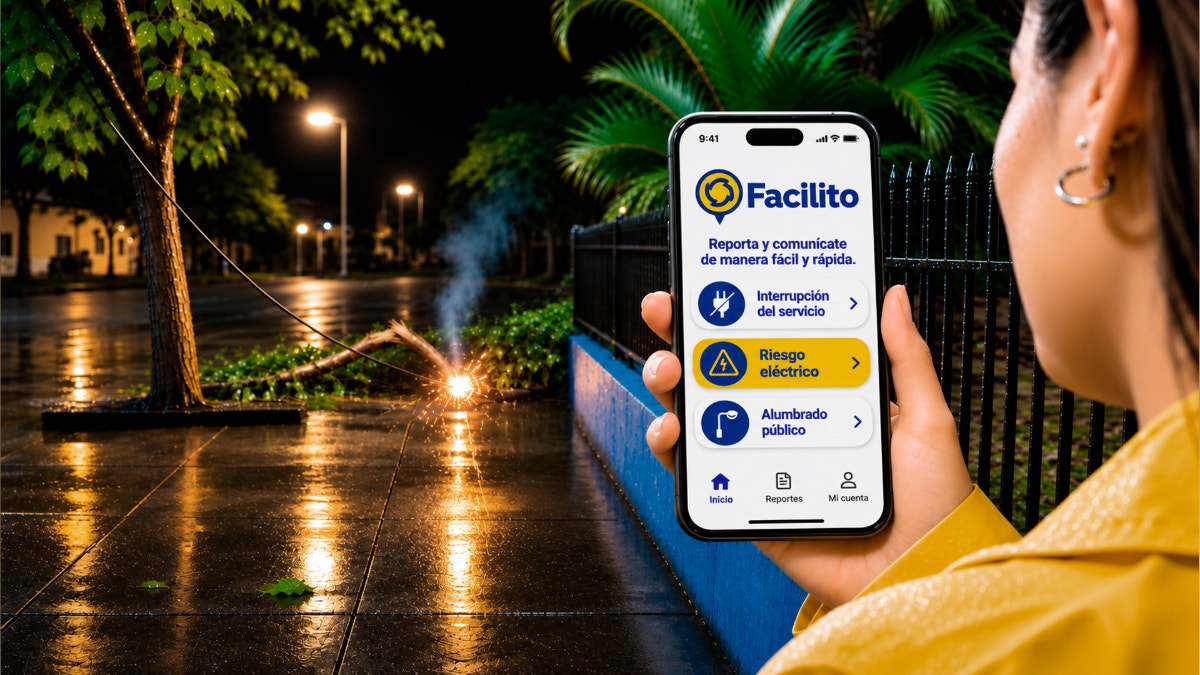 9:41
Facilito
Reporta y comunícate
de manera fácil y rápida.
Interrupción
del servicio
Riesgo
eléctrico
Alumbrado
público
Inicio
Reportes
Mi cuenta